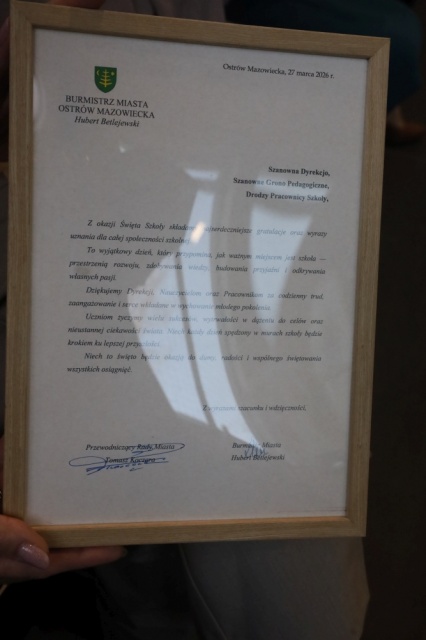 Ostrów Mazowiecka, 27 marca 2026 r.
BURMISTRZ MIASTA
OSTRÓW MAZOWIECKA
Hubert Betlejewski
Szanowna Dyrekcjo,
Szanowne Grono Pedagogiczne,
Drodzy Pracownicy Szkoły,
Z okazji Święta Szkoły składam najserdeczniejsze gratulacje oraz wyrazy
uznania dla całej społeczności szkolnej.
To wyjątkowy dzień, który przypomina, jak ważnym miejscem jest szkoła —
przestrzenią rozwoju, zdobywania wiedzy, budowania przyjaźni i odkrywania
własnych pasji.
Dziękujemy Dyrekcji, Nauczycielom oraz Pracownikom za codzienny trud,
zaangażowanie i serce wkładane w wychowanie młodego pokolenia.
Uczniom życzymy wielu sukcesów, wytrwałości w dążeniu do celów oraz
nieustannej ciekawości świata. Niech każdy dzień spędzony w murach szkoły będzie
krokiem ku lepszej przyszłości.
Niech to święto będzie okazją do dumy, radości i wspólnego świętowania
wszystkich osiągnięć.
Z wyrazami szacunku i wdzięczności,
Przewodniczący Rady Miasta
Burmistrz Miasta
Tomasz
Hubert Betlejewski